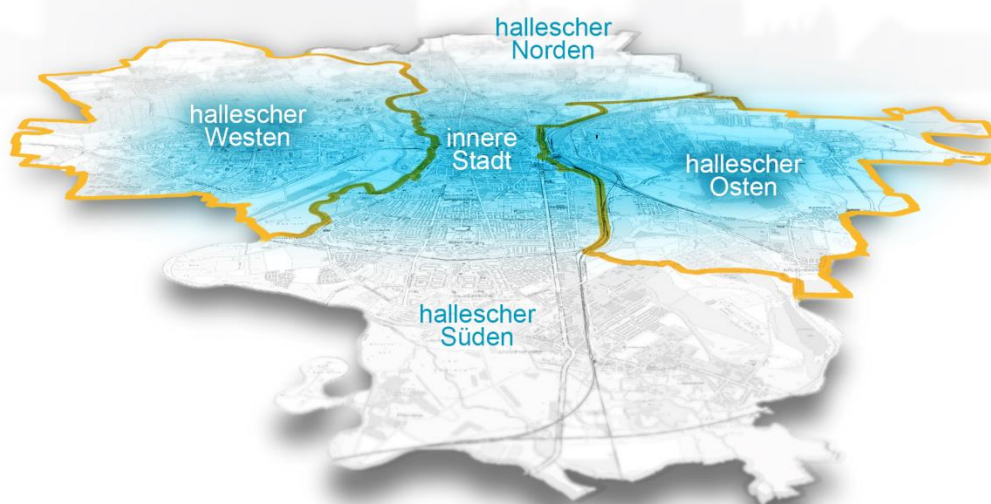 hallescher
Norden
hallescher
Westen
innere
Stadt
hallescher
Osten
hallescher
Süden